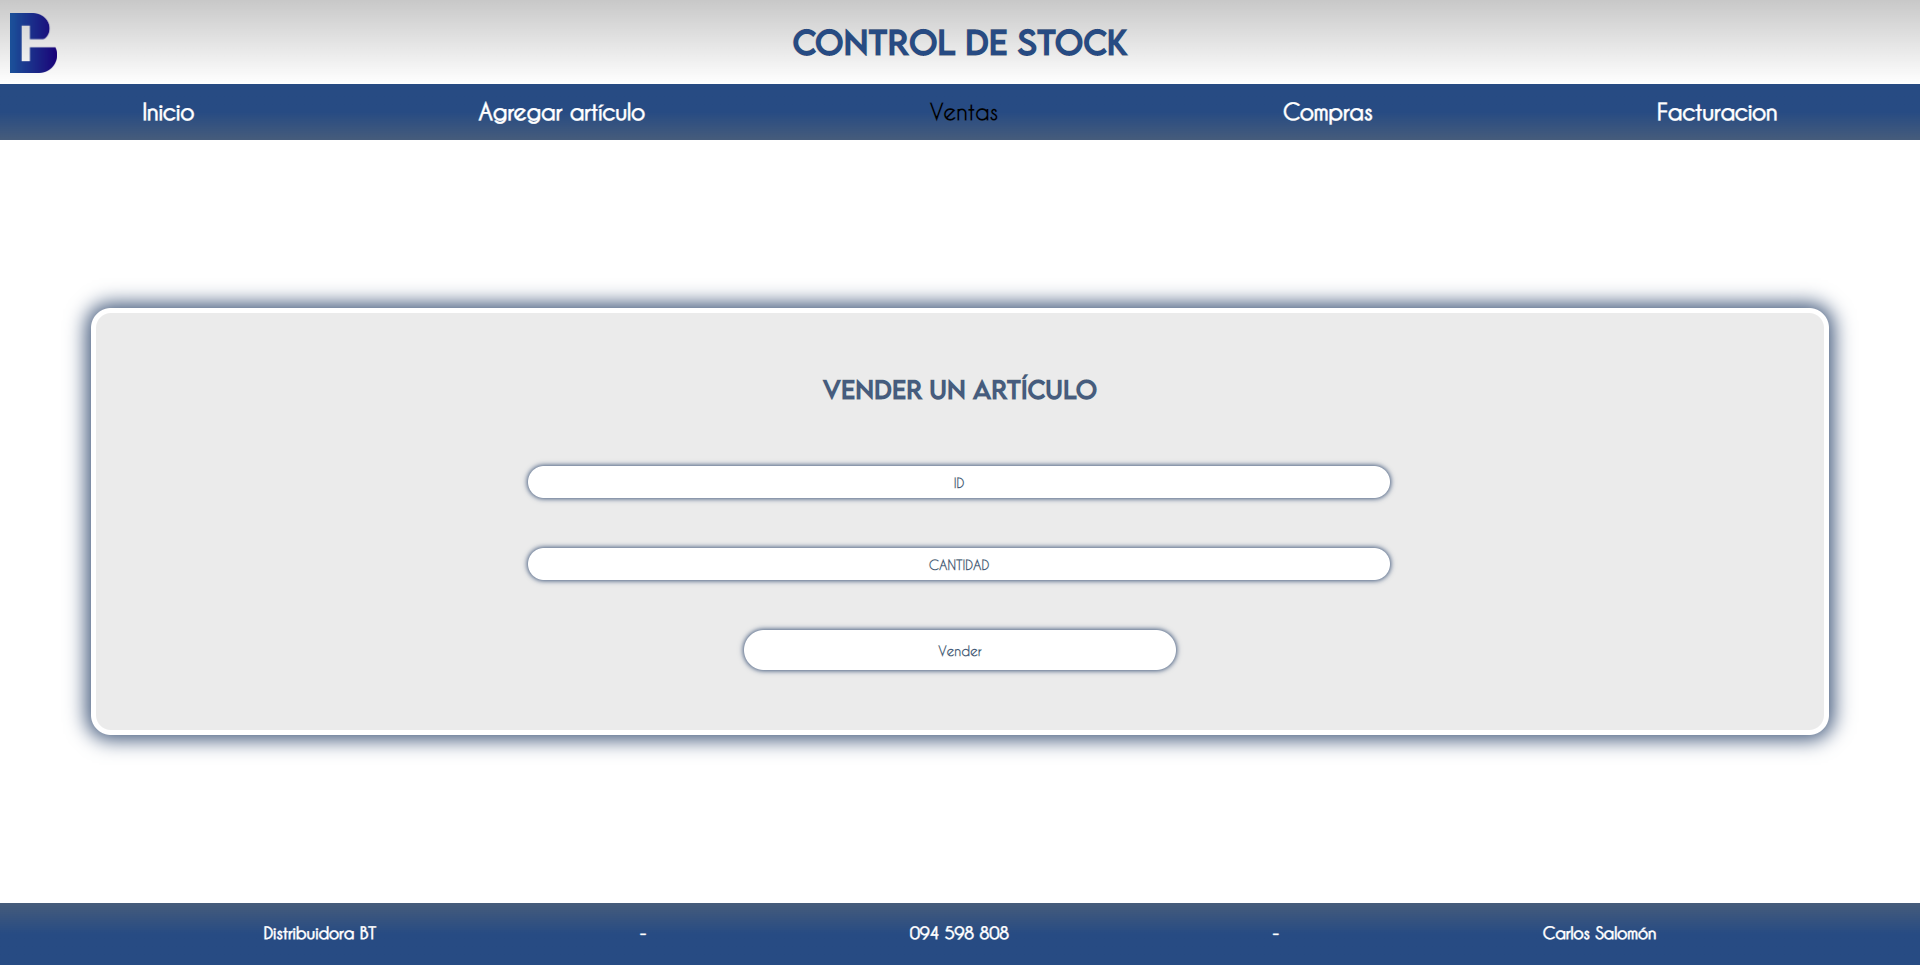 CONTROL DE STOCK
Inicio Agregar artículo Ventas Compras Facturacion
VENDER UN ARTÍCULO
ID
CANTIDAD
Vender
Distribuidora BT - 094 598 808 - Carlos Salomón